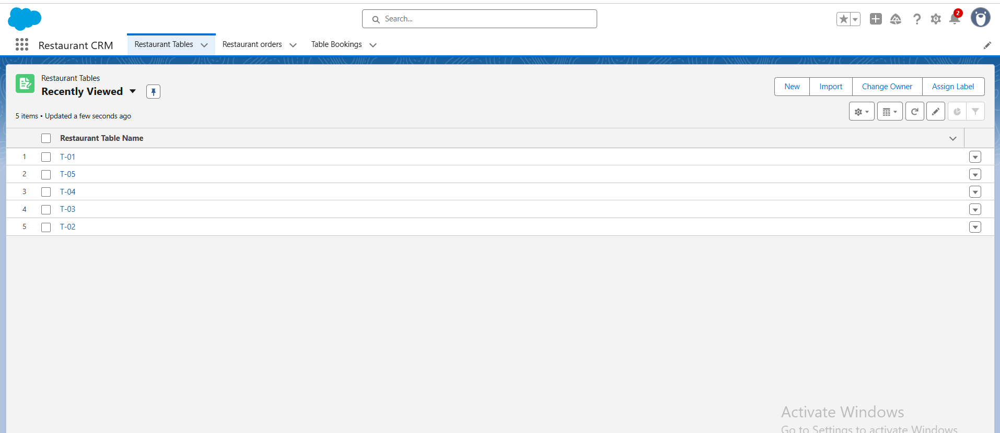 Search...
2
Restaurant CRM
Restaurant Tables
Restaurant orders
Table Bookings
Restaurant Tables
Recently Viewed
New
Import
Change Owner
Assign Label
5 items • Updated a few seconds ago
Restaurant Table Name
1 T-01
2 T-05
3 T-04
4 T-03
5 T-02
Activate Windows
Go to Settings to activate Windows.